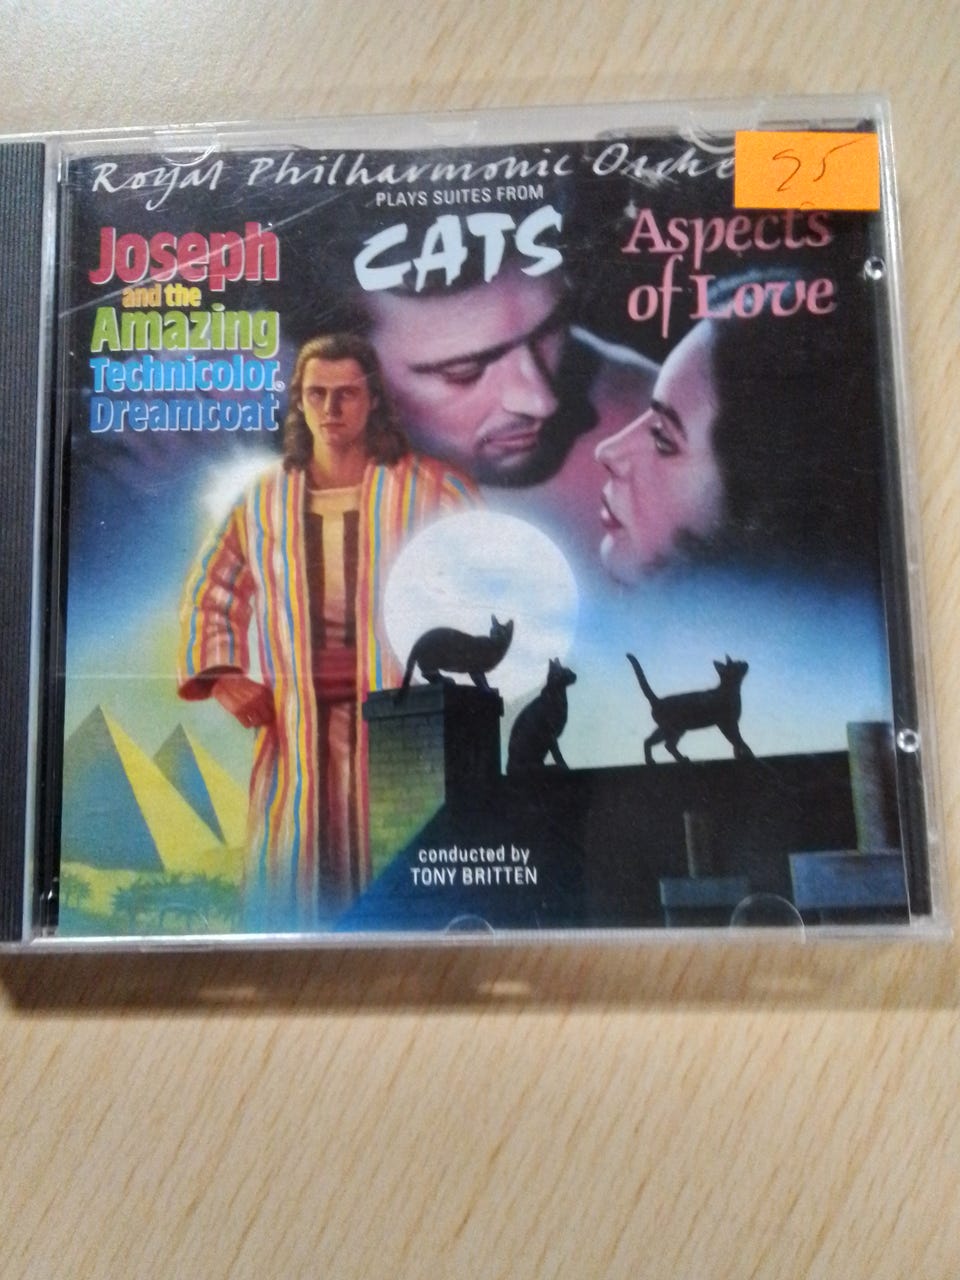 Royal Philharmonic Orche
25
PLAYS SUITES FROM
CATS
Joseph
and the
Amazing
Technicolor®
Dreamcoat
Aspects
of Love
conducted by
TONY BRITTEN